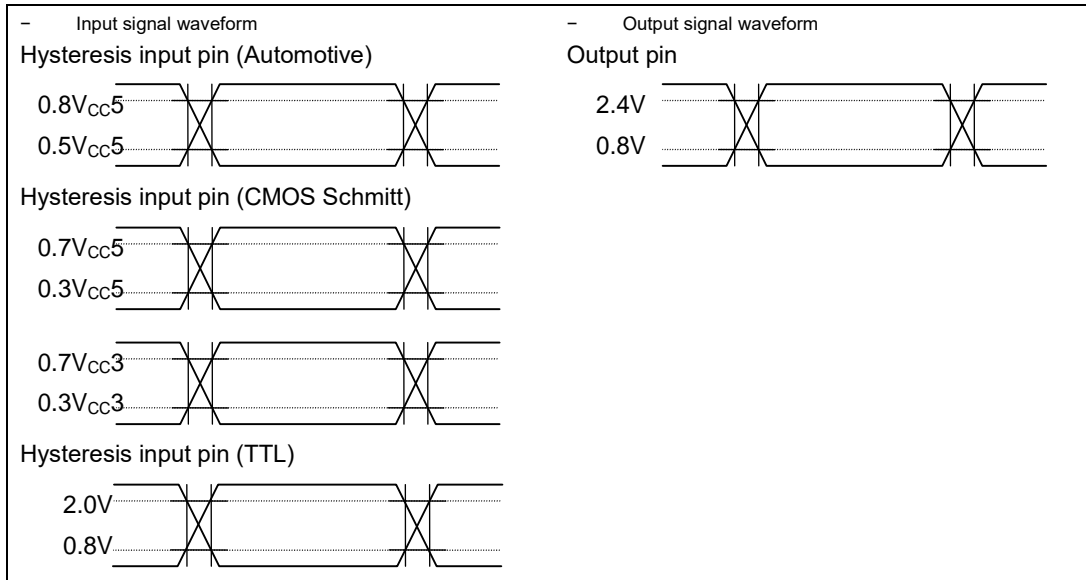 − Input signal waveform
Hysteresis input pin (Automotive)
0.8VCC5
0.5VCC5
Hysteresis input pin (CMOS Schmitt)
0.7VCC5
0.3VCC5
0.7VCC3
0.3VCC3
Hysteresis input pin (TTL)
2.0V
0.8V
− Output signal waveform
Output pin
2.4V
0.8V